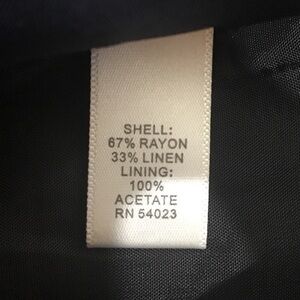 SHELL:
67% RAYON
33% LINEN
LINING:
100%
ACETATE
RN 54023